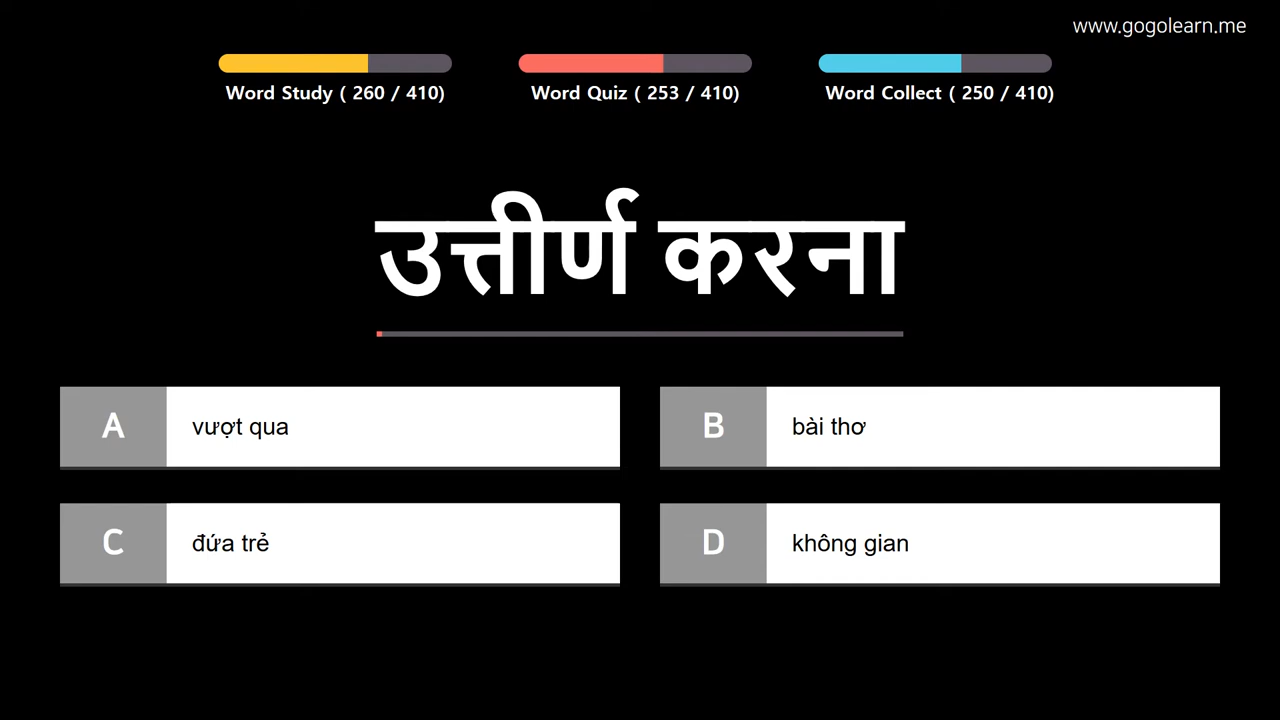 www.gogolearn.me
Word Study ( 260 / 410)
Word Quiz ( 253 / 410)
Word Collect ( 250 / 410)
उत्तीर्ण करना
A vượt qua
B bài thơ
C đứa trẻ
D không gian